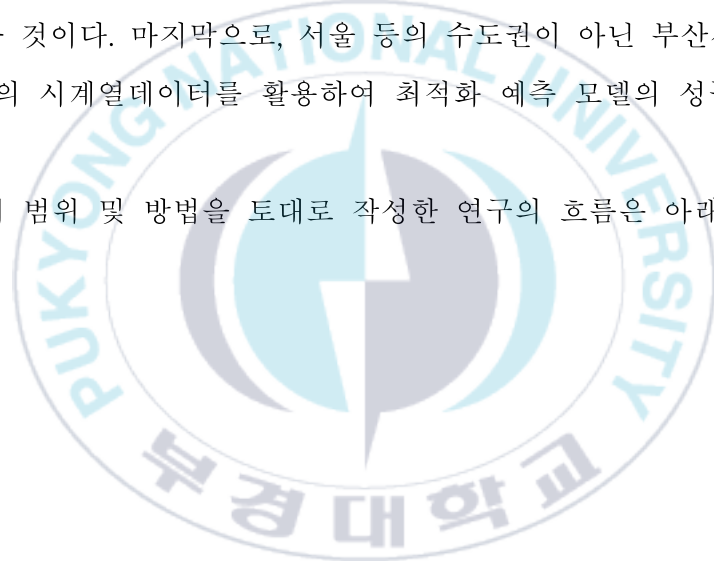 것이다. 마지막으로, 서울 등의 수도권이 아닌 부산
의 시계열데이터를 활용하여 최적화 예측 모델의 성
범위 및 방법을 토대로 작성한 연구의 흐름은 아래
PUKYONG NATIONAL UNIVERSITY
부경대학교